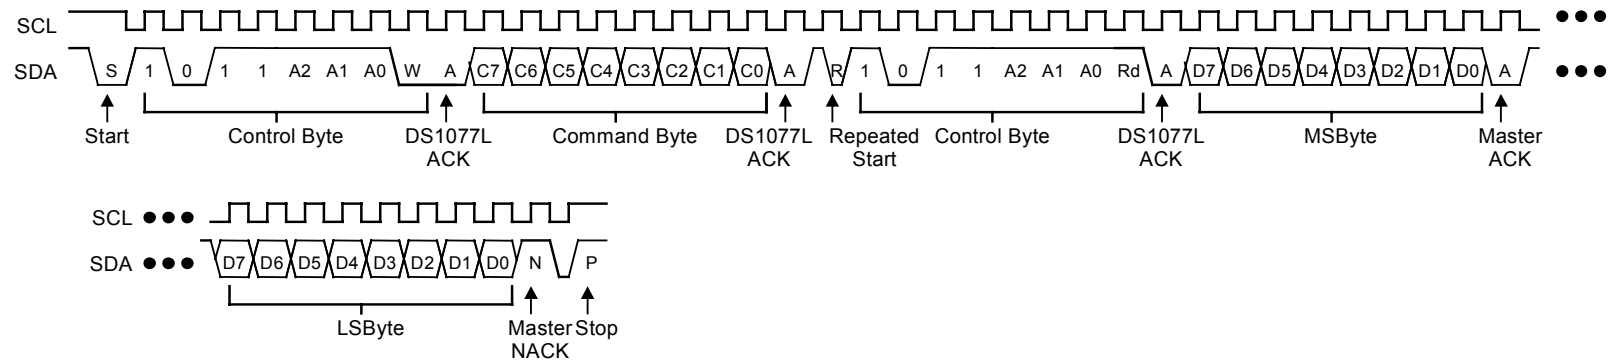 SCL
SDA S 1 0 1 1 A2 A1 A0 W A C7 C6 C5 C4 C3 C2 C1 C0 A R 1 0 1 1 A2 A1 A0 Rd A D7 D6 D5 D4 D3 D2 D1 D0 A
Start Control Byte DS1077L ACK Command Byte DS1077L ACK Repeated Start Control Byte DS1077L ACK MSByte Master ACK
SCL
SDA D7 D6 D5 D4 D3 D2 D1 D0 N P
LSByte Master NACK Stop